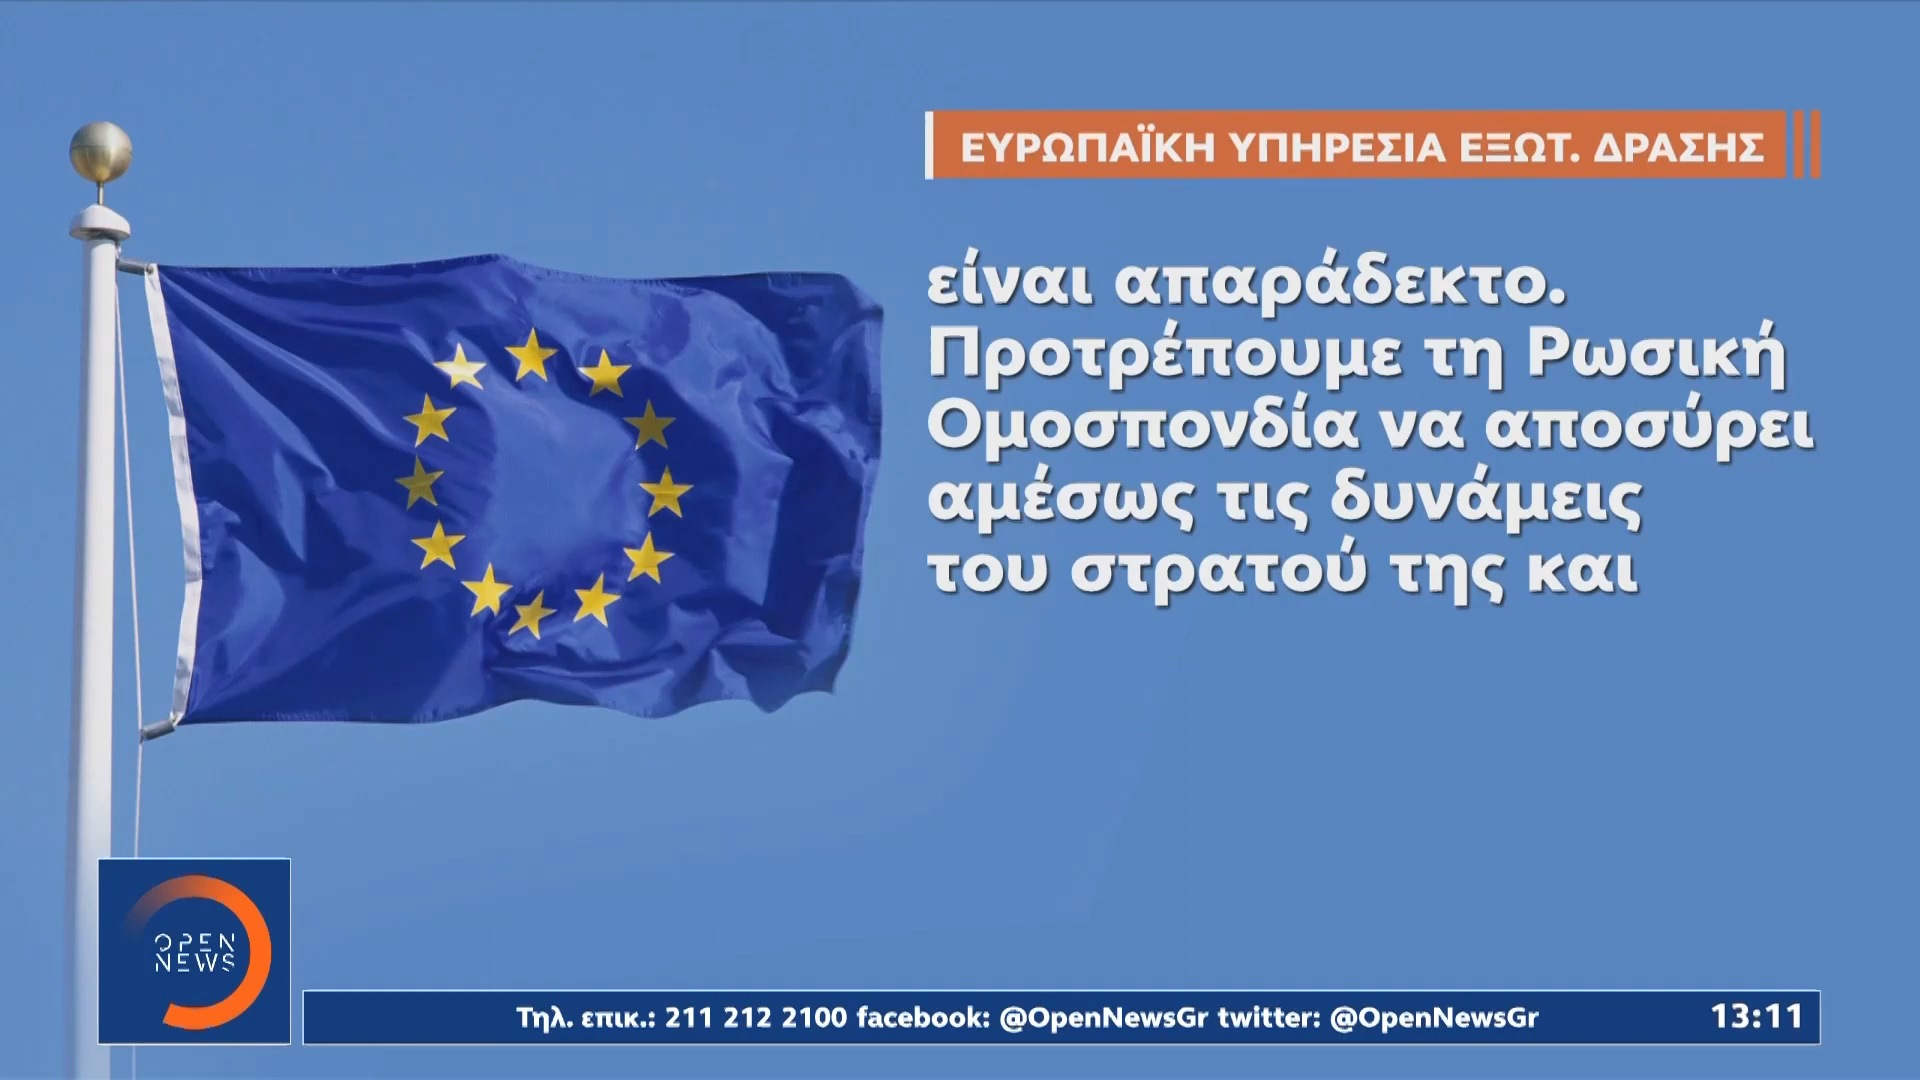 ΕΥΡΩΠΑΪΚΗ ΥΠΗΡΕΣΙΑ ΕΞΩΤ. ΔΡΑΣΗΣ
είναι απαράδεκτο.
Προτρέπουμε τη Ρωσική
Ομοσπονδία να αποσύρει
αμέσως τις δυνάμεις
του στρατού της και
OPEN
NEWS
Τηλ. επικ.: 211 212 2100 facebook: @OpenNewsGr twitter: @OpenNewsGr
13:11